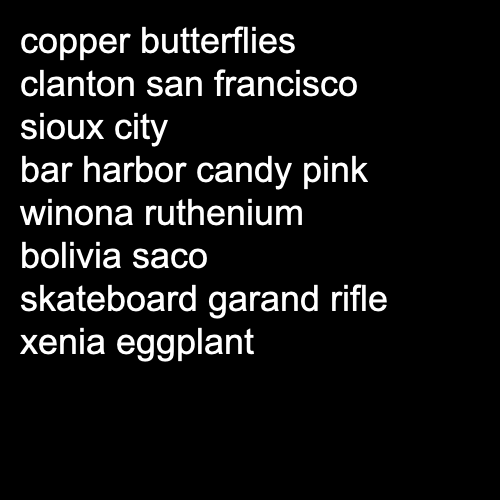 copper butterflies
clanton san francisco
sioux city
bar harbor candy pink
winona ruthenium
bolivia saco
skateboard garand rifle
xenia eggplant